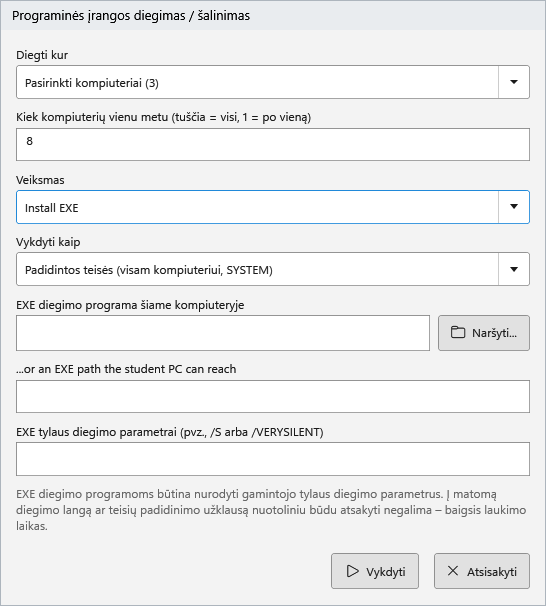 Programinės įrangos diegimas / šalinimas
Diegti kur
Pasirinkti kompiuteriai (3)
Kiek kompiuterių vienu metu (tuščia = visi, 1 = po vieną)
8
Veiksmas
Install EXE
Vykdyti kaip
Padidintos teisės (visam kompiuteriui, SYSTEM)
EXE diegimo programa šiame kompiuteryje
Naršyti...
...or an EXE path the student PC can reach
EXE tylaus diegimo parametrai (pvz., /S arba /VERYSILENT)
EXE diegimo programoms būtina nurodyti gamintojo tylaus diegimo parametrus. Į matomą
diegimo langą ar teisių padidinimo užklausą nuotoliniu būdu atsakyti negalima – baigsis laukimo
laikas.
Vykdyti
Atsisakyti